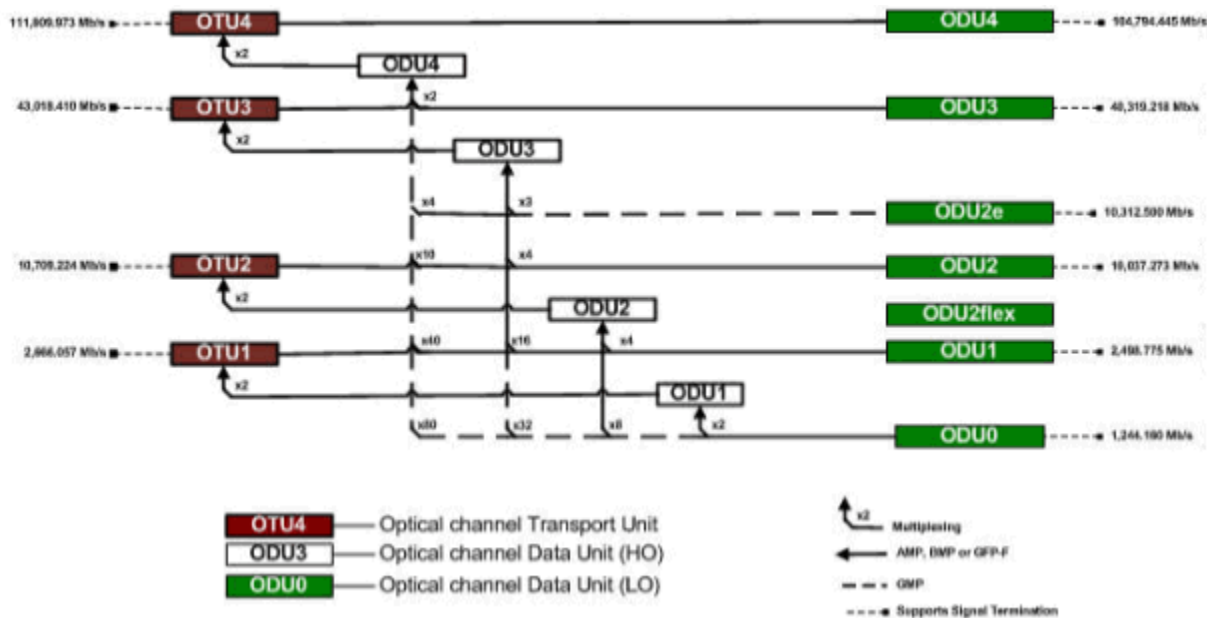 111,809.973 Mb/s OTU4 ODU4 104,794.445 Mb/s
x2 ODU4
43,018.410 Mb/s OTU3 x2 ODU3 40,319.218 Mb/s
x2 ODU3
x4 x3 ODU2e 10,312.500 Mb/s
10,709.224 Mb/s OTU2 x10 x4 ODU2 10,037.273 Mb/s
x2 ODU2 ODU2flex
2,666.057 Mb/s OTU1 x40 x16 x4 ODU1 2,498.775 Mb/s
x2 ODU1
x80 x32 x8 x2 ODU0 1,244.160 Mb/s
OTU4 Optical channel Transport Unit
ODU3 Optical channel Data Unit (HO)
ODU0 Optical channel Data Unit (LO)
x2 Multiplexing
AMP, BMP or GFP-F
GMP
Supports Signal Termination